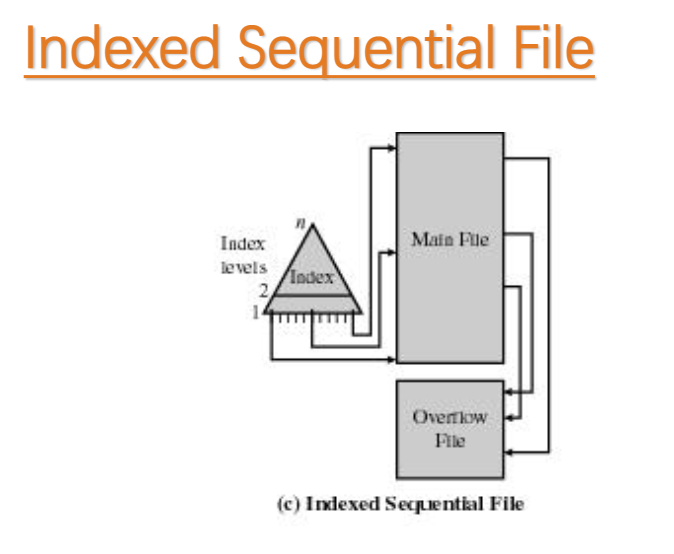 Indexed Sequential File
n
Index
levels
2
1
Index
Main File
Overflow
File
(c) Indexed Sequential File